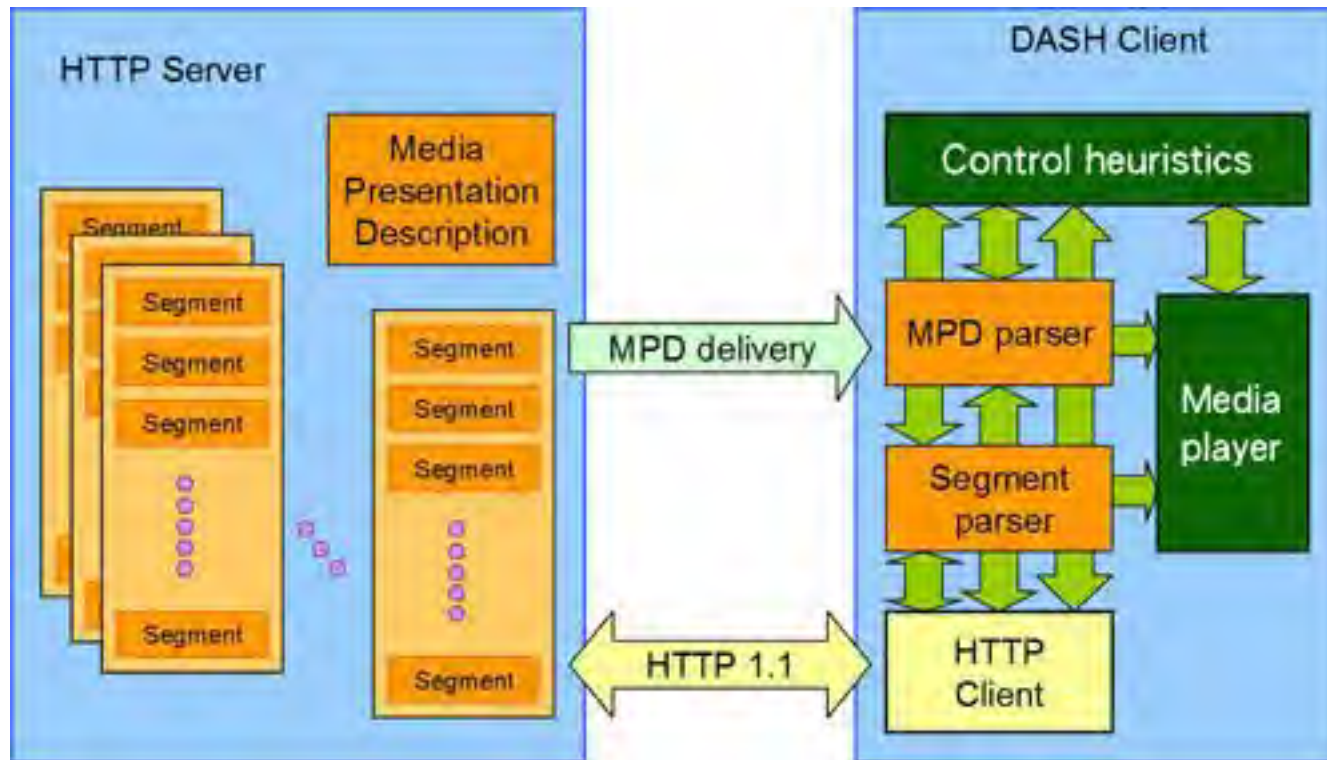 HTTP Server
Media
Presentation
Description
Segment
Segment
Segment
Segment
Segment
Segment
Segment
Segment
Segment
MPD delivery
HTTP 1.1
DASH Client
Control heuristics
MPD parser
Segment
parser
Media
player
HTTP
Client